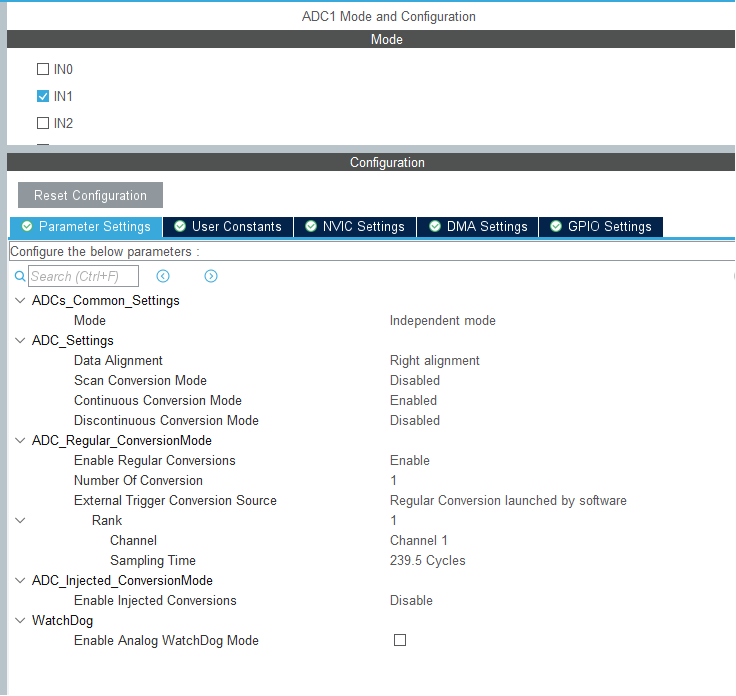 ADC1 Mode and Configuration
Mode
IN0
IN1
IN2
Configuration
Reset Configuration
Parameter Settings User Constants NVIC Settings DMA Settings GPIO Settings
Configure the below parameters :
Search (Ctrl+F)
ADCs_Common_Settings
Mode Independent mode
ADC_Settings
Data Alignment Right alignment
Scan Conversion Mode Disabled
Continuous Conversion Mode Enabled
Discontinuous Conversion Mode Disabled
ADC_Regular_ConversionMode
Enable Regular Conversions Enable
Number Of Conversion 1
External Trigger Conversion Source Regular Conversion launched by software
Rank 1
Channel Channel 1
Sampling Time 239.5 Cycles
ADC_Injected_ConversionMode
Enable Injected Conversions Disable
WatchDog
Enable Analog WatchDog Mode